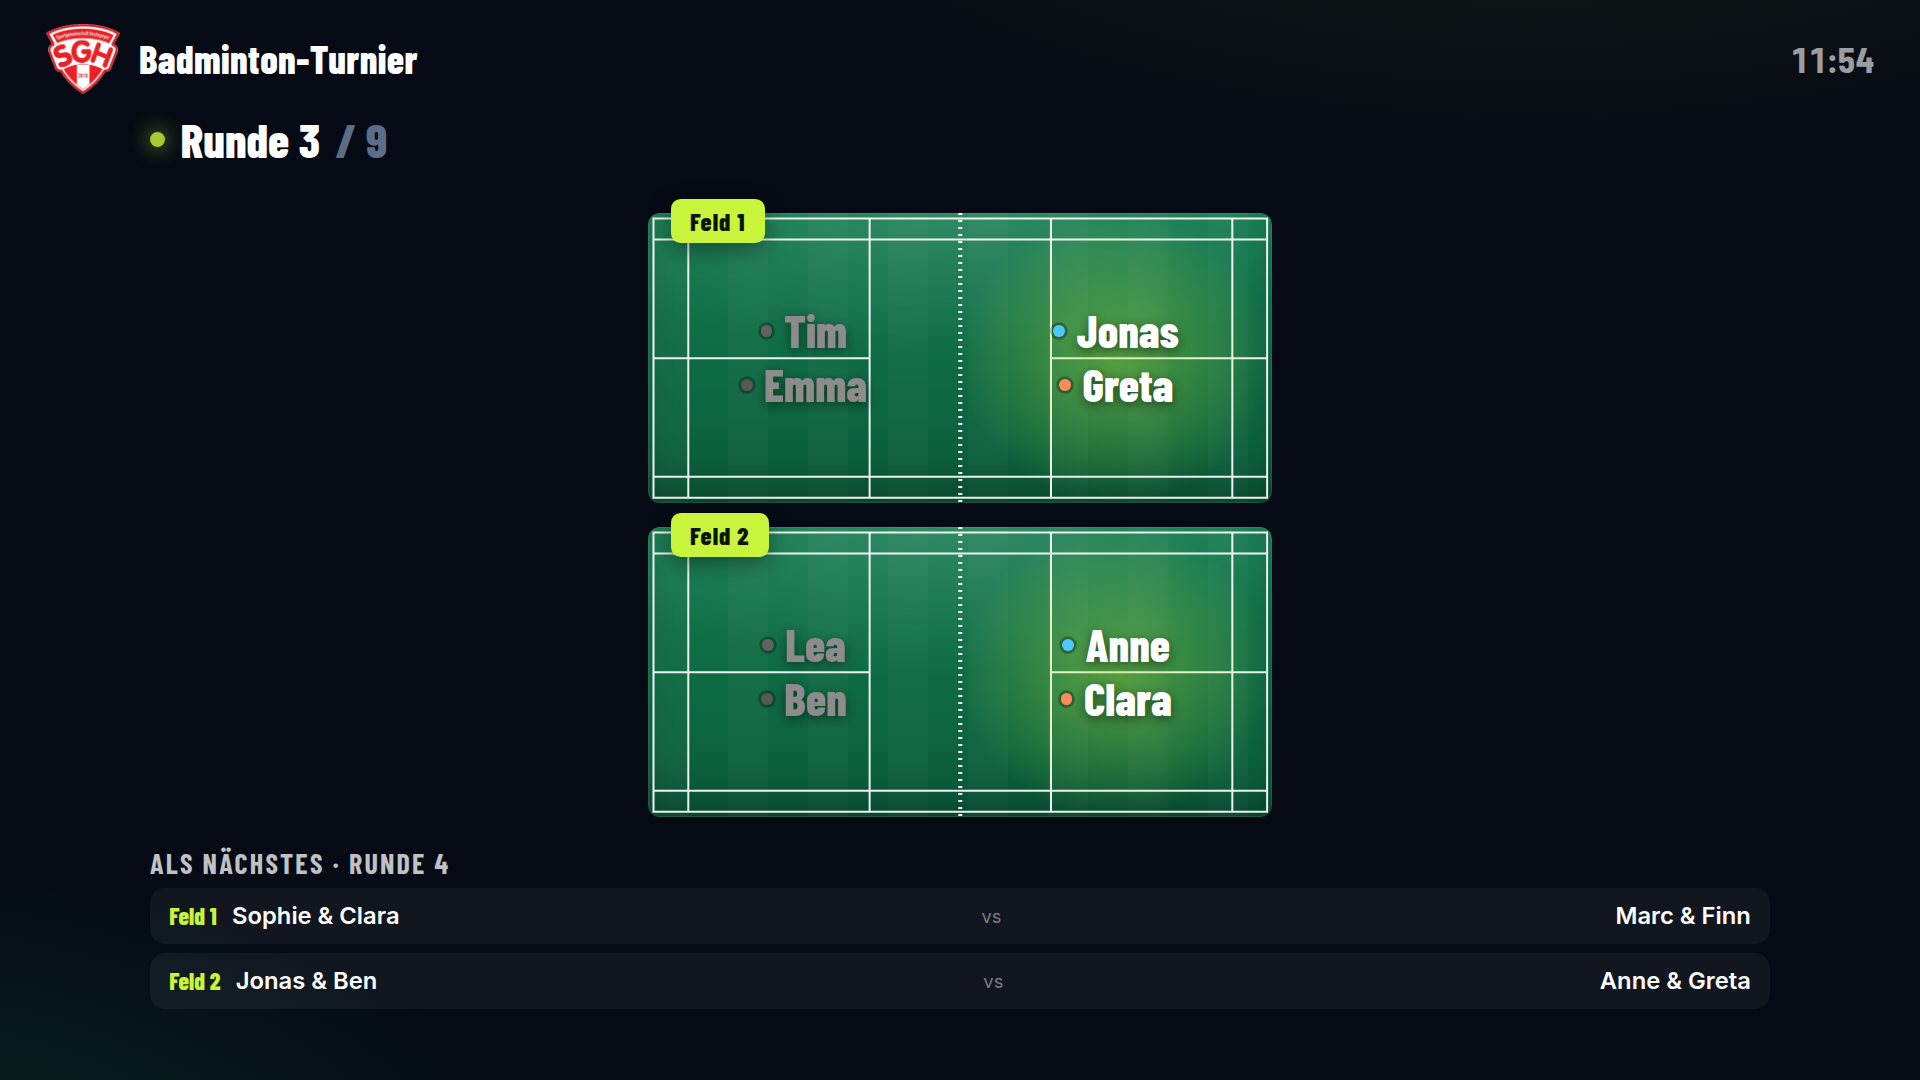 SGH
Badminton-Turnier
11:54
Runde 3 / 9
Feld 1
Tim
Emma
Jonas
Greta
Feld 2
Lea
Ben
Anne
Clara
ALS NÄCHSTES · RUNDE 4
Feld 1 Sophie & Clara vs Marc & Finn
Feld 2 Jonas & Ben vs Anne & Greta